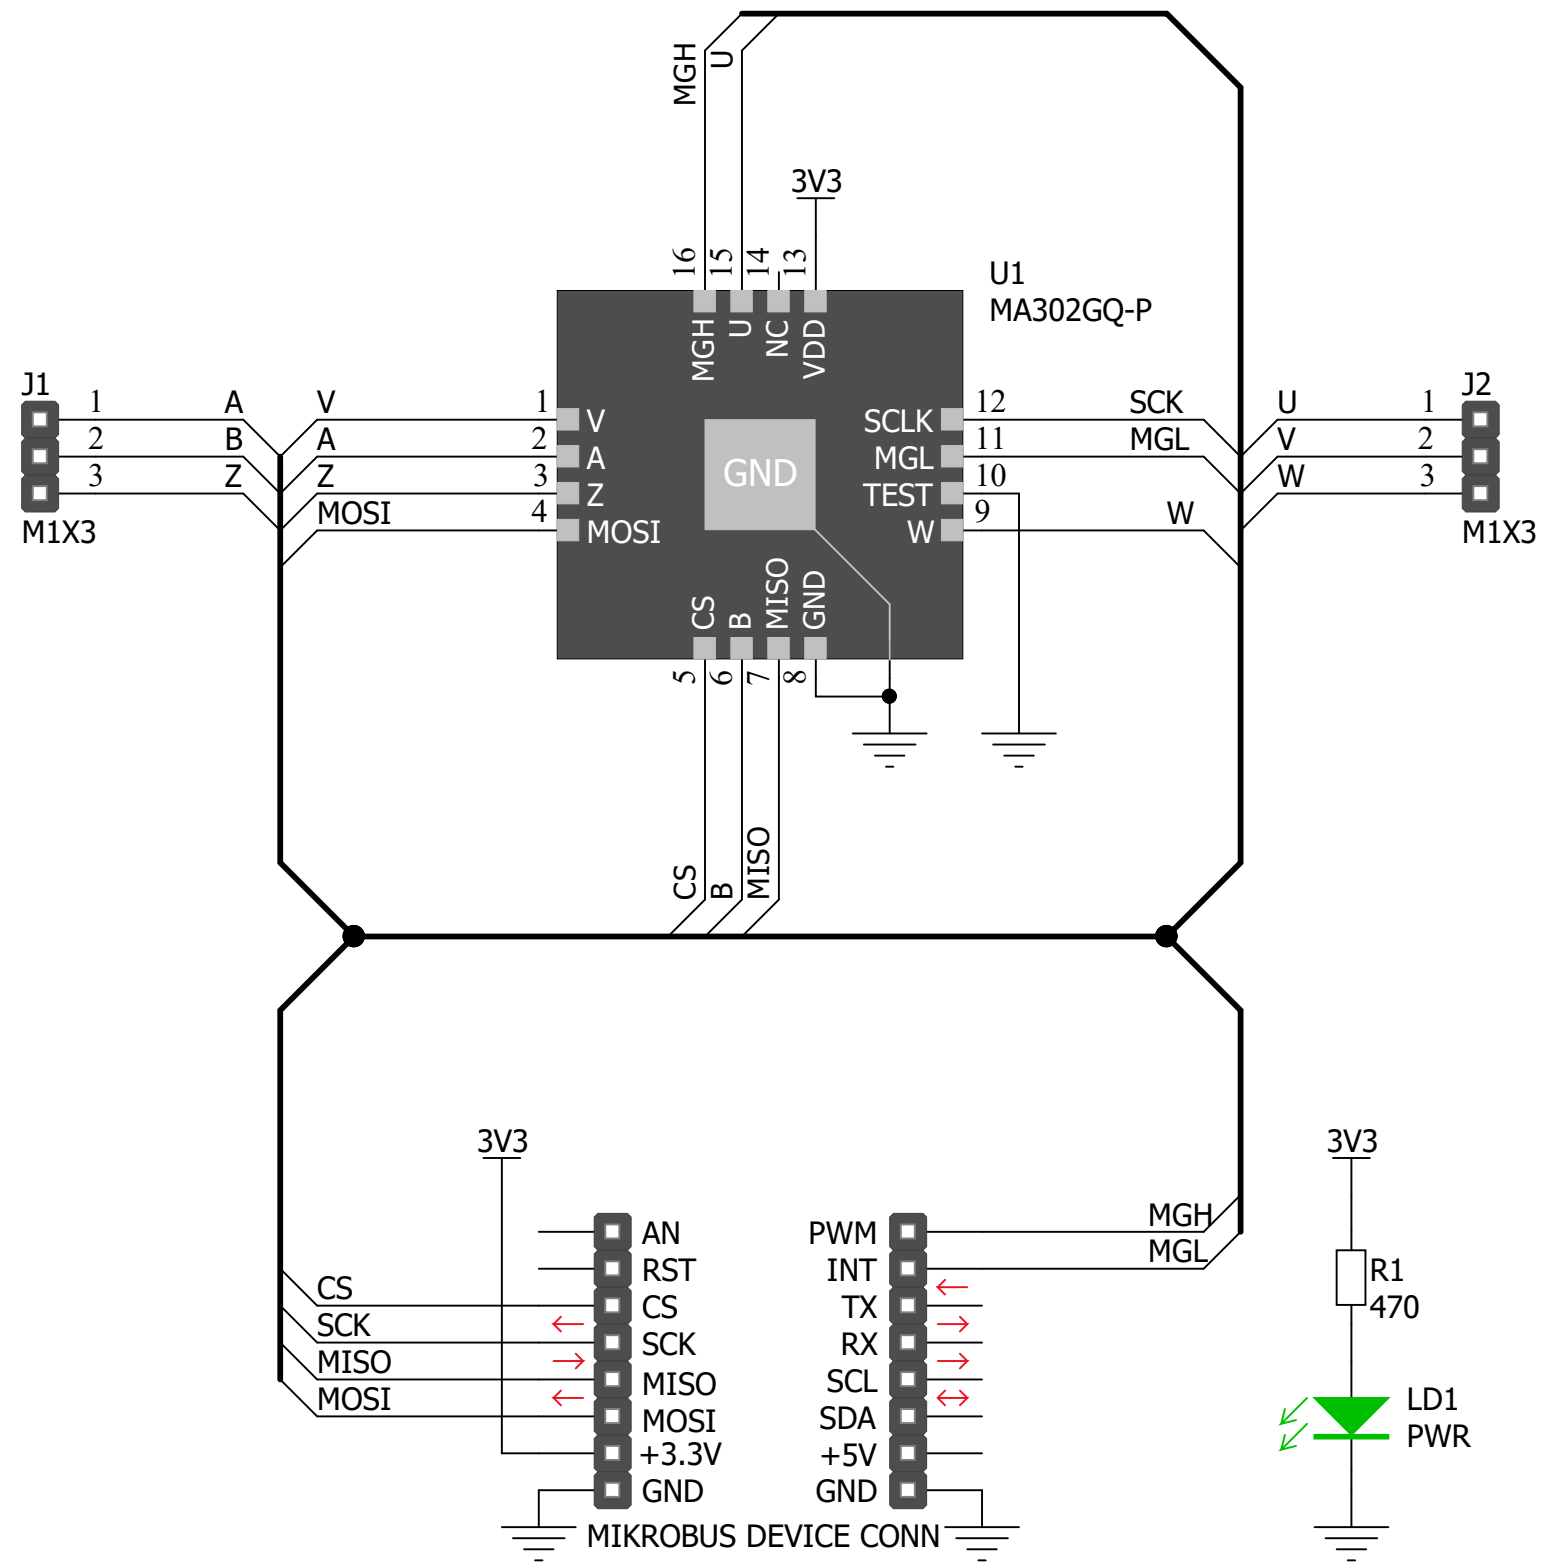 MGH
U
3V3
16
15
14
13
U1
MA302GQ-P
MGH
U
NC
VDD
J1
1 A V 1 V
2 B A 2 A
3 Z Z 3 Z
M1X3 MOSI 4 MOSI
GND
SCLK 12 SCK U 1
MGL 11 MGL V 2
TEST 10 W 3
W 9 W
J2
M1X3
CS
B
MISO
GND
5
6
7
8
CS
B
MISO
3V3
3V3
AN PWM MGH
RST INT MGL
CS CS TX
SCK SCK RX
MISO MISO SCL
MOSI MOSI SDA
+3.3V +5V
GND GND
MIKROBUS DEVICE CONN
R1
470
LD1
PWR